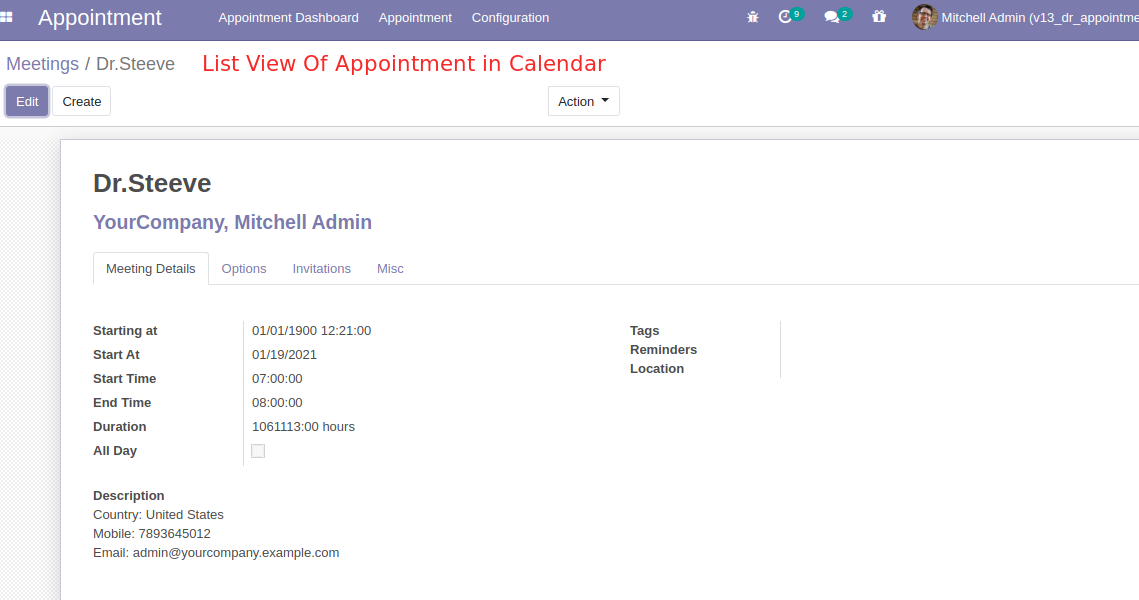 Appointment Appointment Dashboard Appointment Configuration 9 2 Mitchell Admin (v13_dr_appointme
Meetings / Dr.Steeve List View Of Appointment in Calendar
Edit Create Action
Dr.Steeve
YourCompany, Mitchell Admin
Meeting Details Options Invitations Misc
Starting at 01/01/1900 12:21:00 Tags
Start At 01/19/2021 Reminders
Start Time 07:00:00 Location
End Time 08:00:00
Duration 1061113:00 hours
All Day
Description
Country: United States
Mobile: 7893645012
Email: admin@yourcompany.example.com